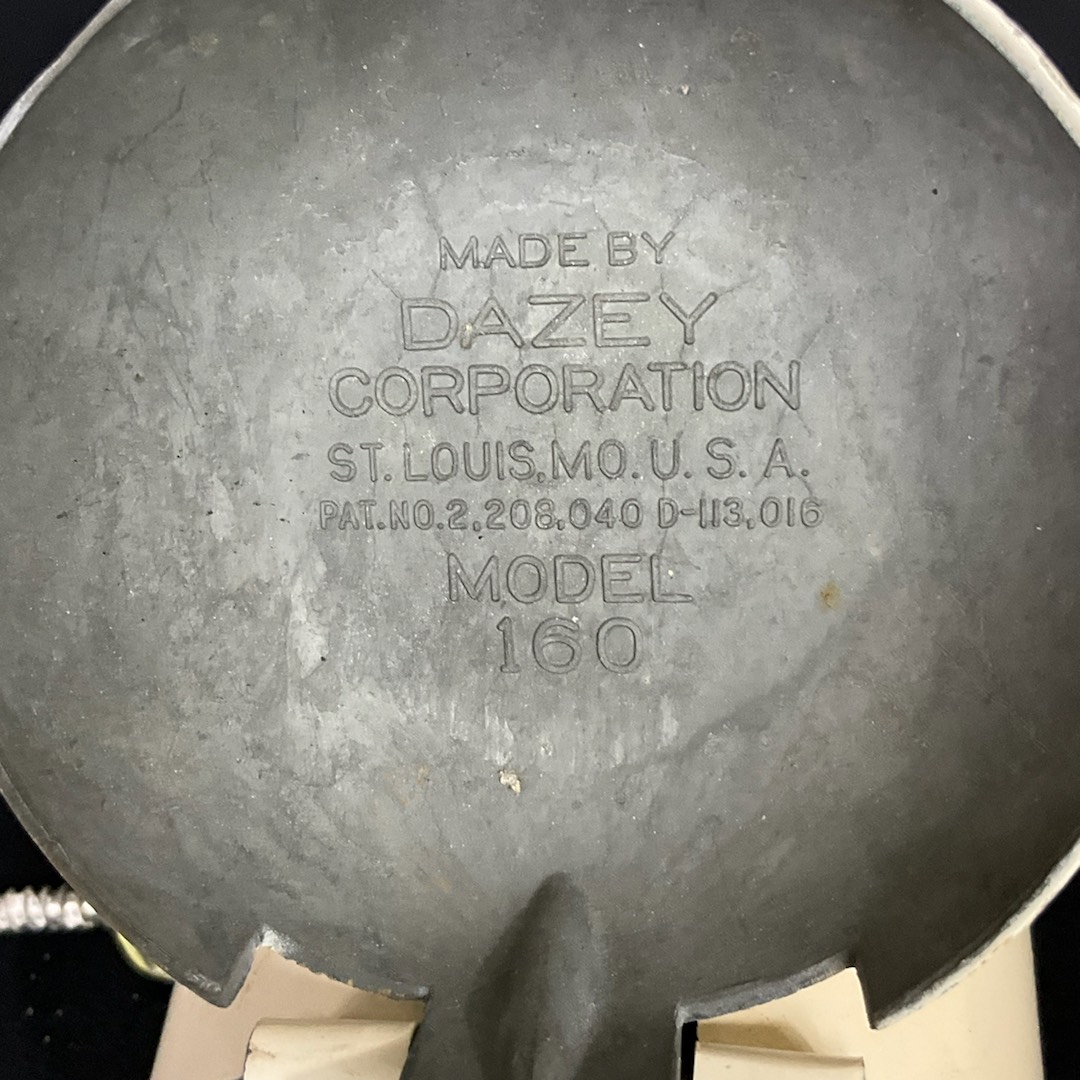 MADE BY
DAZEY
CORPORATION
ST. LOUIS, MO. U. S. A.
PAT. NO. 2,208,040 D-113,016
MODEL
160